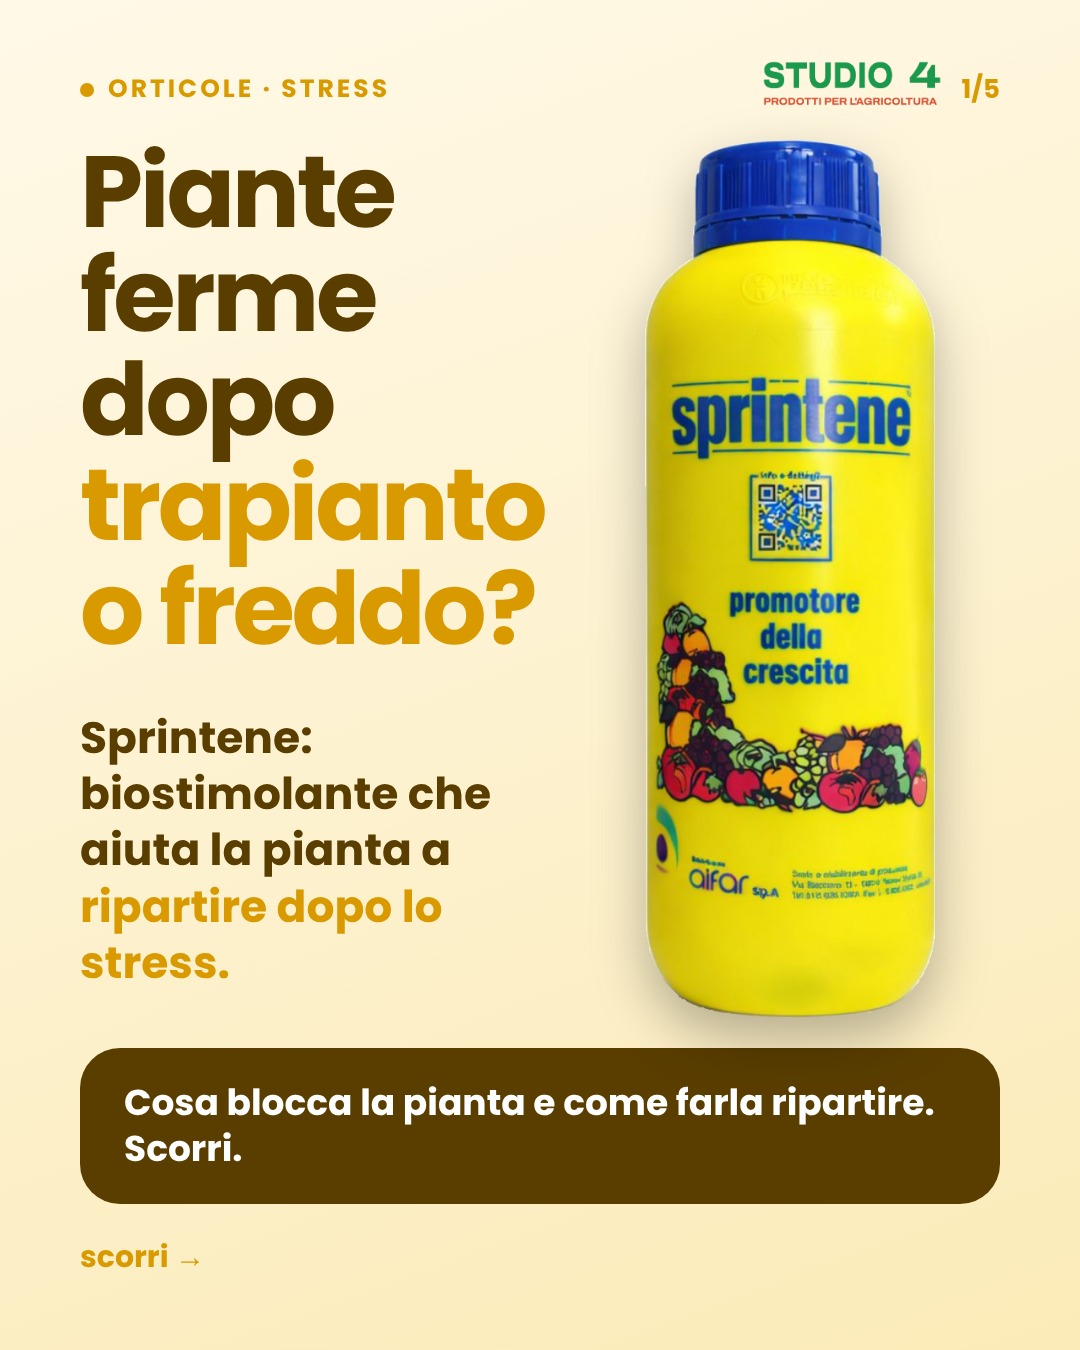 ORTICOLE · STRESS
STUDIO 4
PRODOTTI PER L'AGRICOLTURA
1/5
Piante
ferme
dopo
trapianto
o freddo?
sprintene
promotore
della
crescita
aifar S.p.A
Sprintene:
biostimolante che
aiuta la pianta a
ripartire dopo lo
stress.
Cosa blocca la pianta e come farla ripartire.
Scorri.
scorri →